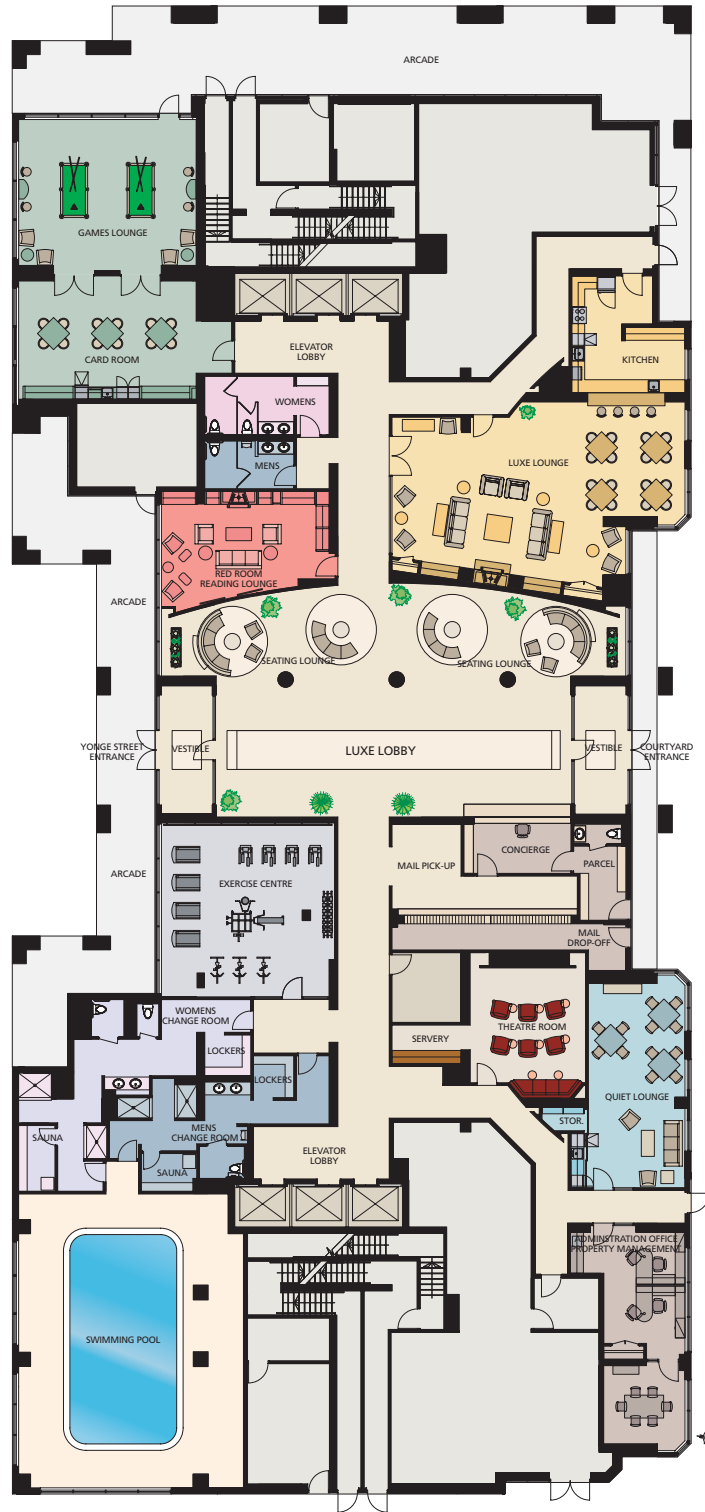 ARCADE
GAMES LOUNGE
ELEVATOR
LOBBY
CARD ROOM
KITCHEN
WOMENS
MENS
LUXE LOUNGE
RED ROOM
READING LOUNGE
ARCADE
SEATING LOUNGE
SEATING LOUNGE
YONGE STREET
ENTRANCE
VESTIBLE
LUXE LOBBY
VESTIBLE
COURTYARD
ENTRANCE
CONCIERGE
MAIL PICK-UP
PARCEL
ARCADE
EXERCISE CENTRE
MAIL
DROP-OFF
WOMENS
CHANGE ROOM
LOCKERS
SERVERY
THEATRE ROOM
LOCKERS
QUIET LOUNGE
STOR.
MENS
CHANGE ROOM
SAUNA
SAUNA
ELEVATOR
LOBBY
ADMINSTRATION OFFICE
PROPERTY MANAGEMENT
SWIMMING POOL